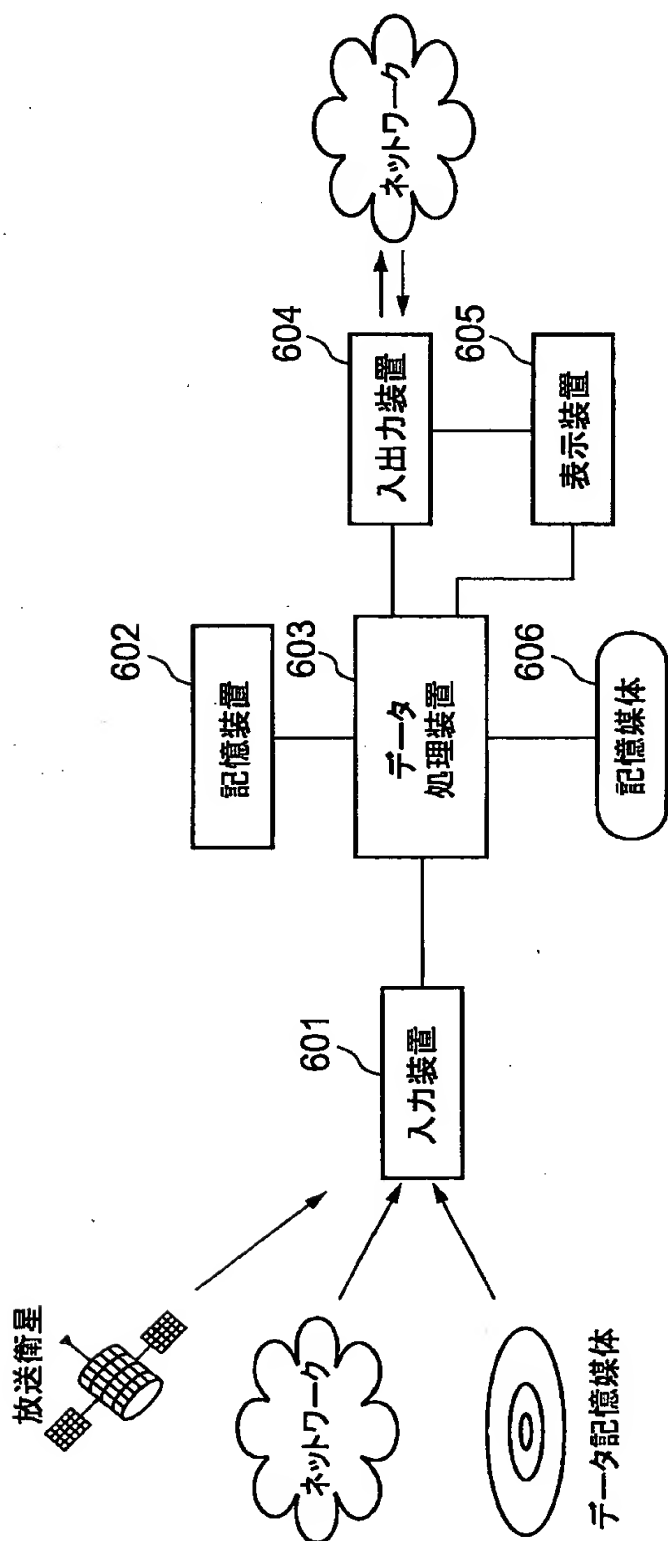 放送衛星
ネットワーク
データ記憶媒体
601
入力装置
602
記憶装置
603
データ
処理装置
606
記憶媒体
604
入出力装置
605
表示装置
ネットワーク